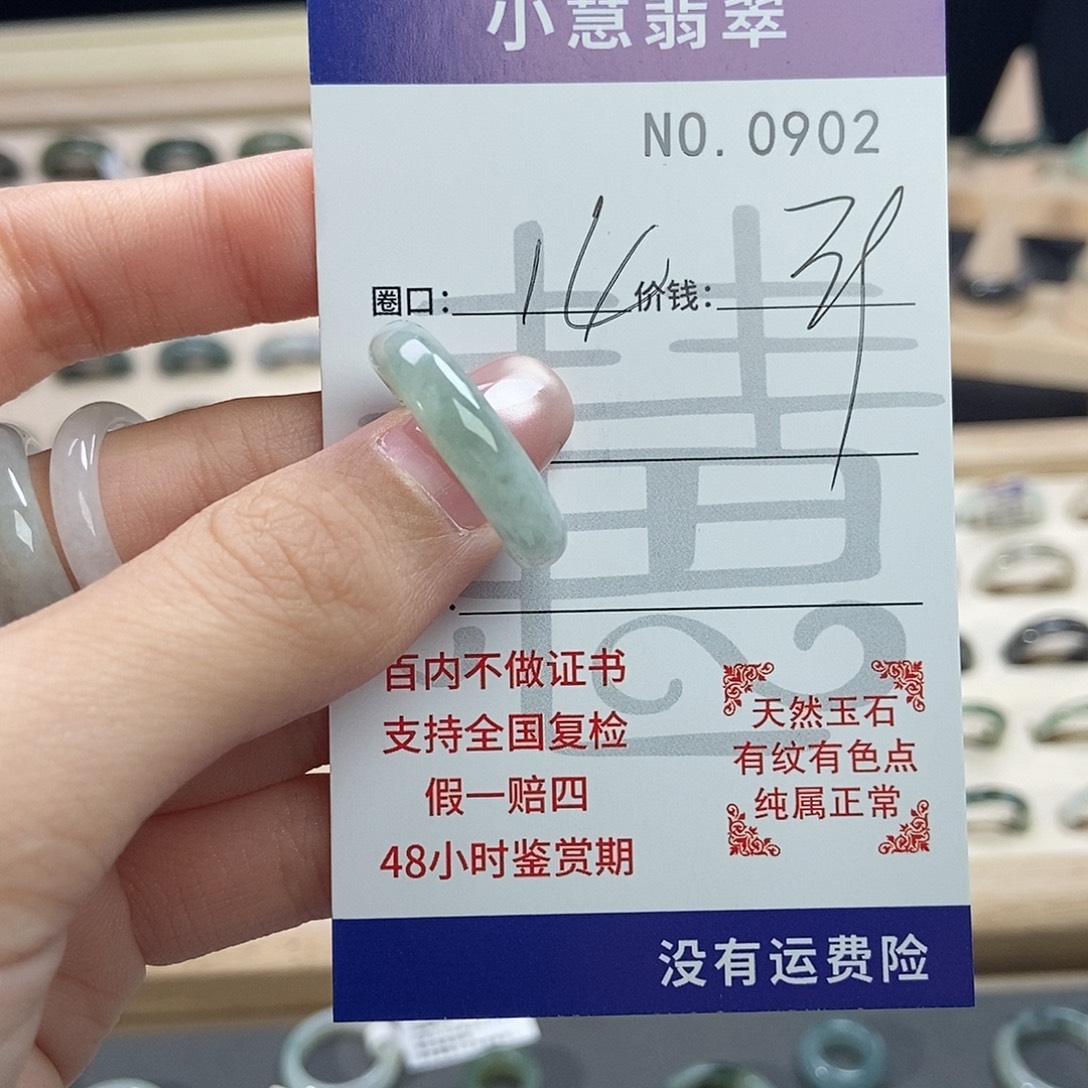 小慧翡翠
NO. 0902
圈口: 16 价钱: 39
百内不做证书
支持全国复检
假一赔四
48小时鉴赏期
天然玉石
有纹有色点
纯属正常
没有运费险